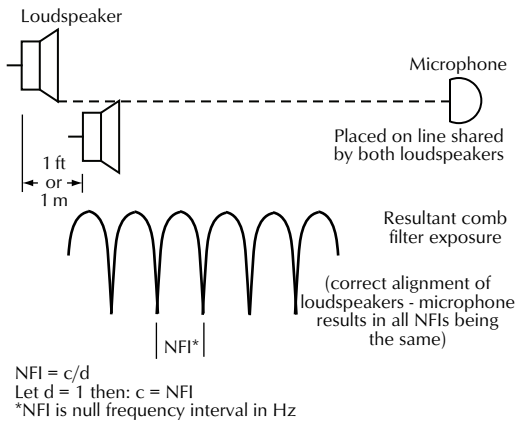 Loudspeaker
Microphone
Placed on line shared
by both loudspeakers
1 ft
or
1 m
Resultant comb
filter exposure
(correct alignment of
loudspeakers - microphone
results in all NFIs being
the same)
NFI*
NFI = c/d
Let d = 1 then: c = NFI
*NFI is null frequency interval in Hz